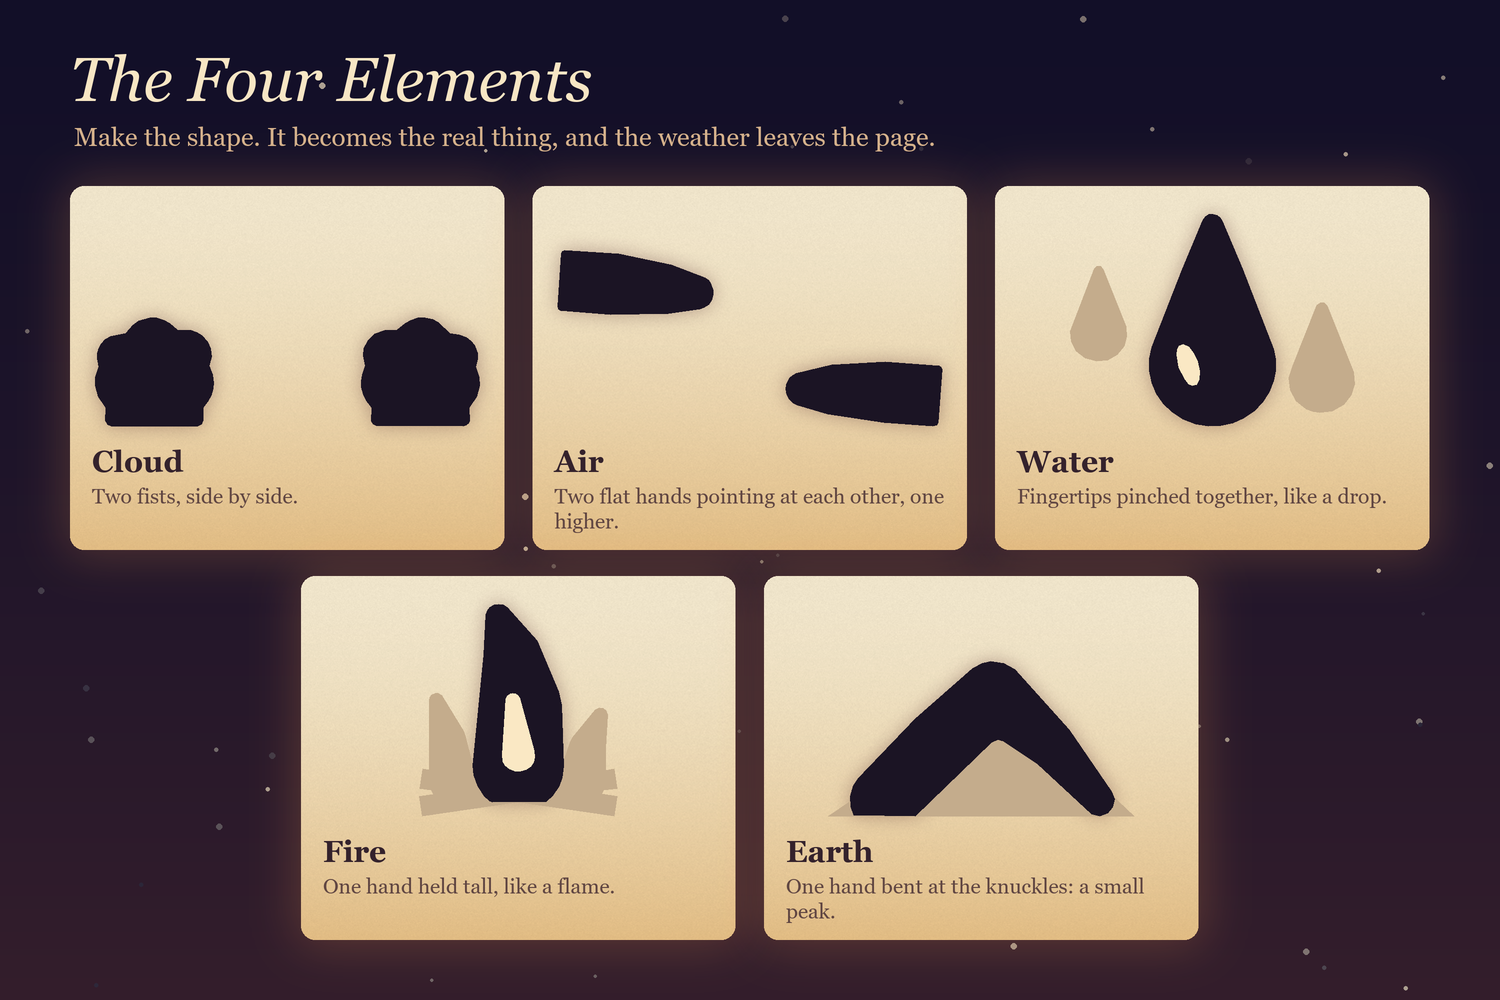 The Four Elements
Make the shape. It becomes the real thing, and the weather leaves the page.
Cloud
Two fists, side by side.
Air
Two flat hands pointing at each other, one
higher.
Water
Fingertips pinched together, like a drop.
Fire
One hand held tall, like a flame.
Earth
One hand bent at the knuckles: a small
peak.